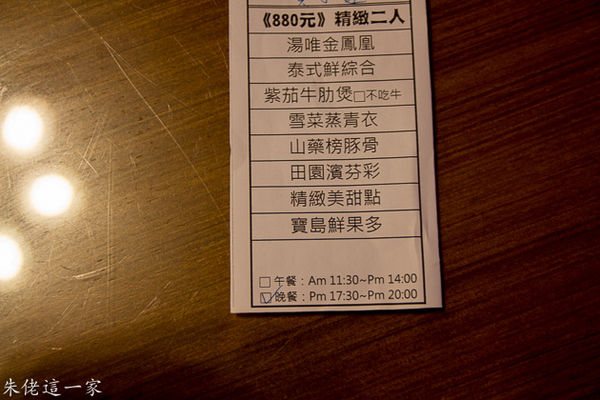 《880元》精緻二人
湯唯金鳳凰
泰式鮮綜合
紫茄牛肋煲□不吃牛
雪菜蒸青衣
山藥榜豚骨
田園濱芬彩
精緻美甜點
寶島鮮果多
□午餐：Am 11:30~Pm 14:00
☑晚餐：Pm 17:30~Pm 20:00
朱佬這一家